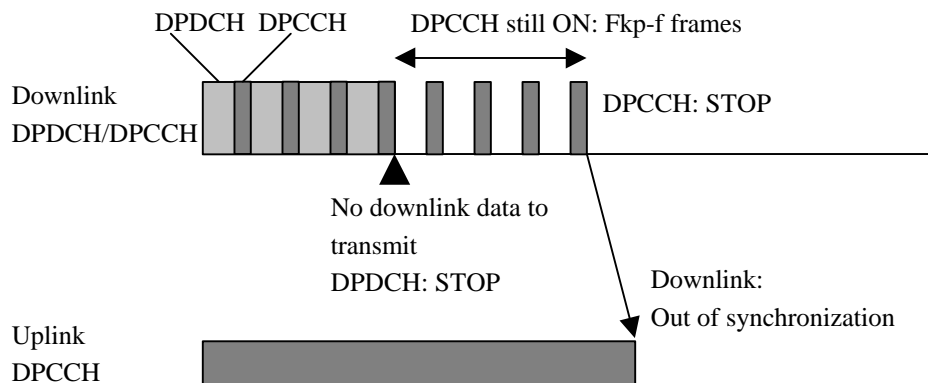 DPDCH DPCCH
DPCCH still ON: Fkp-f frames
Downlink
DPDCH/DPCCH
DPCCH: STOP
No downlink data to
transmit
DPDCH: STOP
Downlink:
Out of synchronization
Uplink
DPCCH